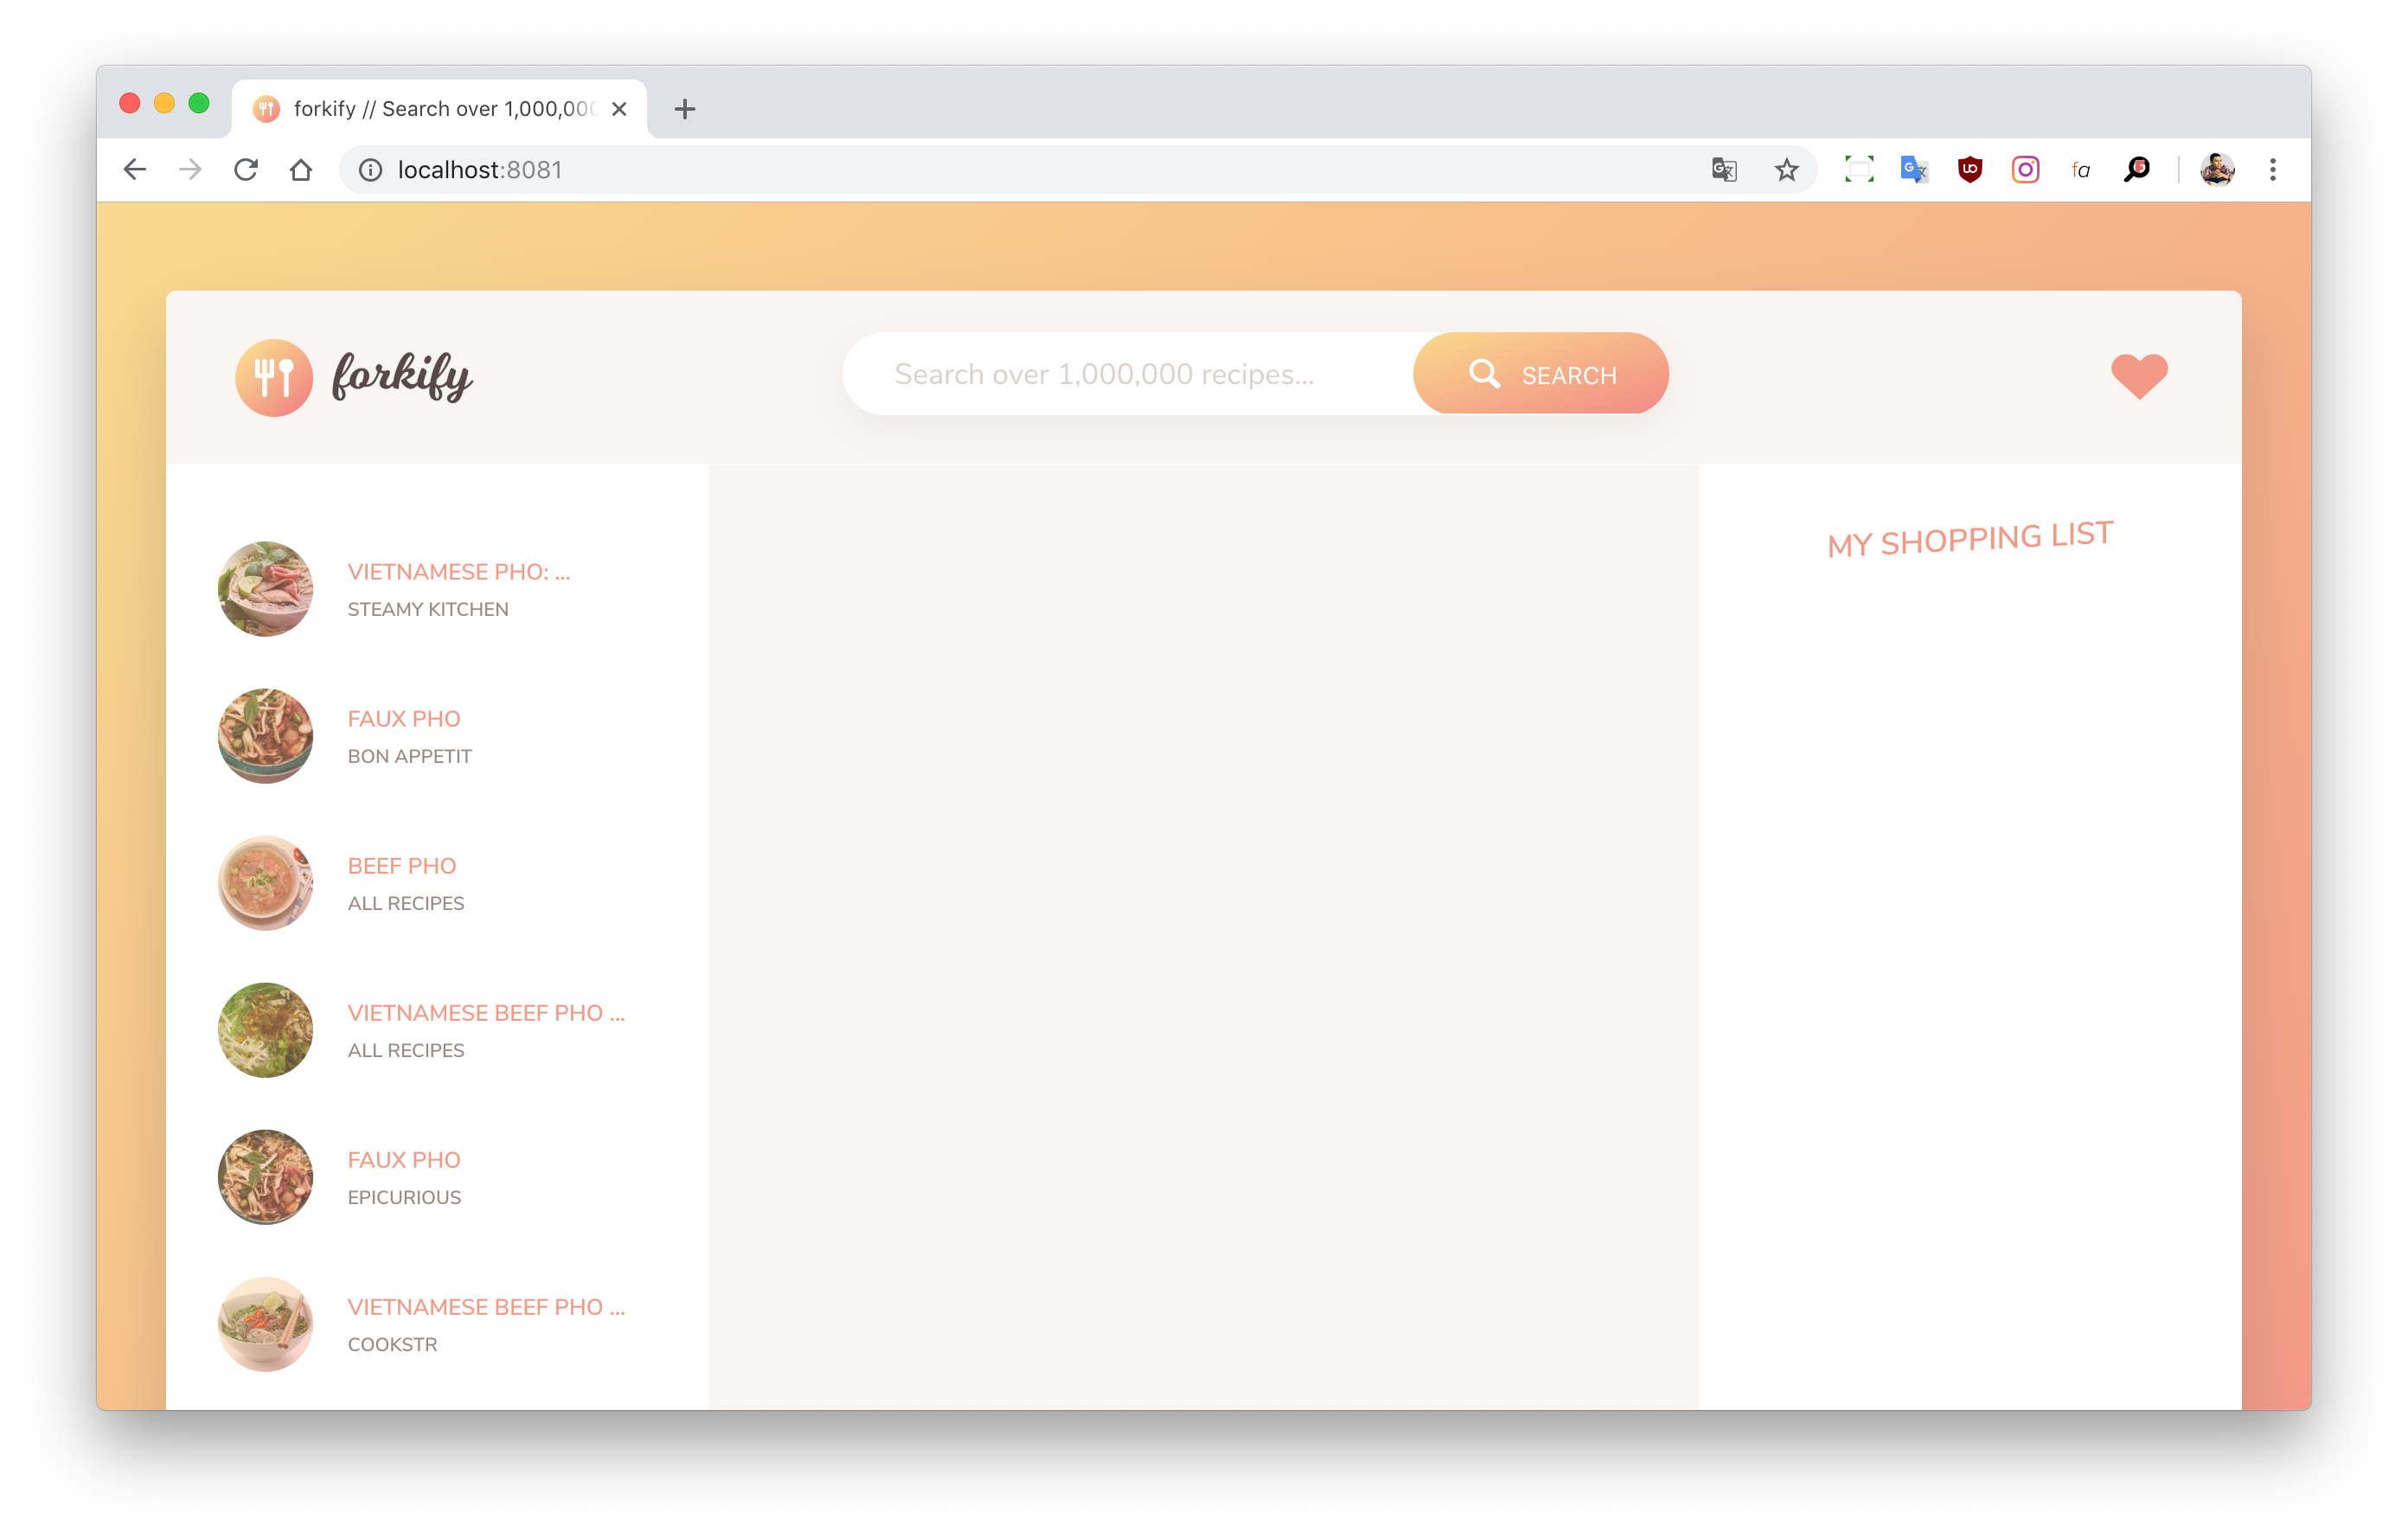 forkify // Search over 1,000,000
localhost:8081
fa
forkify
Search over 1,000,000 recipes...
SEARCH
VIETNAMESE PHO: ...
STEAMY KITCHEN
FAUX PHO
BON APPETIT
BEEF PHO
ALL RECIPES
VIETNAMESE BEEF PHO ...
ALL RECIPES
FAUX PHO
EPICURIOUS
VIETNAMESE BEEF PHO ...
COOKSTR
MY SHOPPING LIST